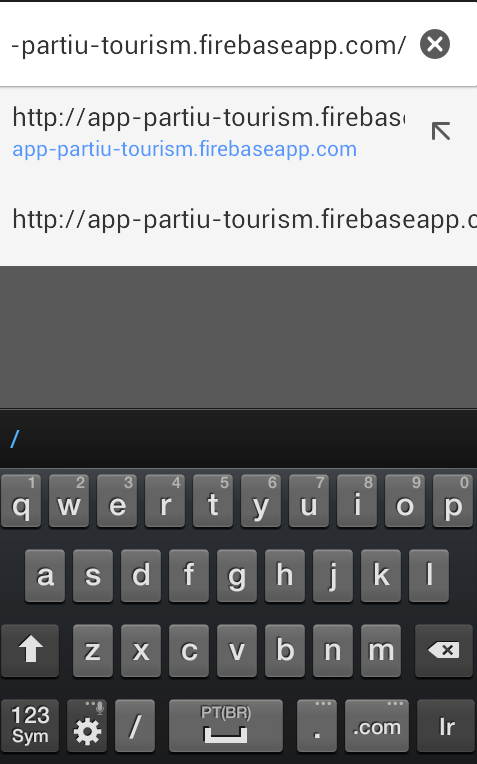 -partiu-tourism.firebaseapp.com/
http://app-partiu-tourism.fireba
app-partiu-tourism.firebaseapp.com
http://app-partiu-tourism.firebaseapp.c
/
1 2 3 4 5 6 7 8 9 0
q w e r t y u i o p
a s d f g h j k l
z x c v b n m
123 / PT(BR) . .com Ir
Sym